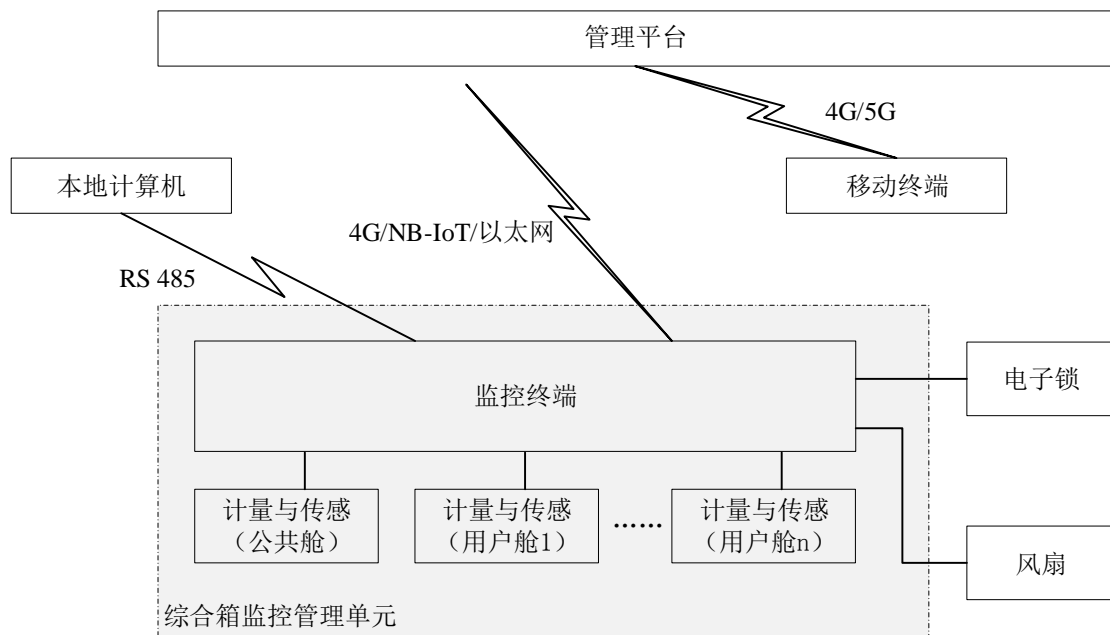 管理平台
4G/5G
本地计算机
移动终端
4G/NB-IoT/以太网
RS 485
监控终端
电子锁
计量与传感
（公共舱）
计量与传感
（用户舱1）
……
计量与传感
（用户舱n）
风扇
综合箱监控管理单元